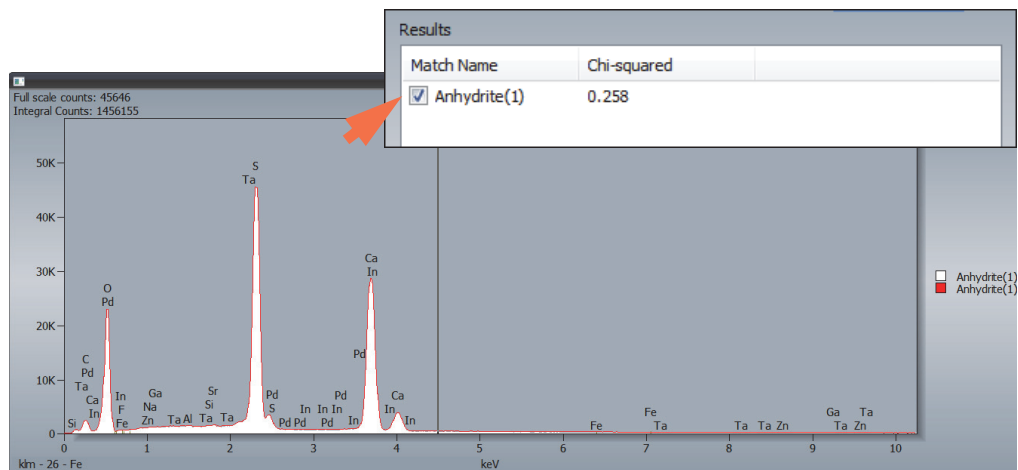 Results
Match Name Chi-squared
Anhydrite(1) 0.258
Full scale counts: 45646
Integral Counts: 1456155
50K
40K
30K
20K
10K
0
S
Ta
Ca
In
O
Pd
Pd
C
Pd
Ta
Ca
In
Si
In
F
Fe
Ga
Na
Zn
Ta Al
Sr
Si
Ta
Ta
Pd
S
Pd Pd
In
In In
Pd
Pd
In
Ca
In
In
Fe
Fe
Ta
Ta
Ta Zn
Ga
Ta
Ta
Zn
0 1 2 3 4 5 6 7 8 9 10
klm - 26 - Fe
keV
Anhydrite(1)
Anhydrite(1)